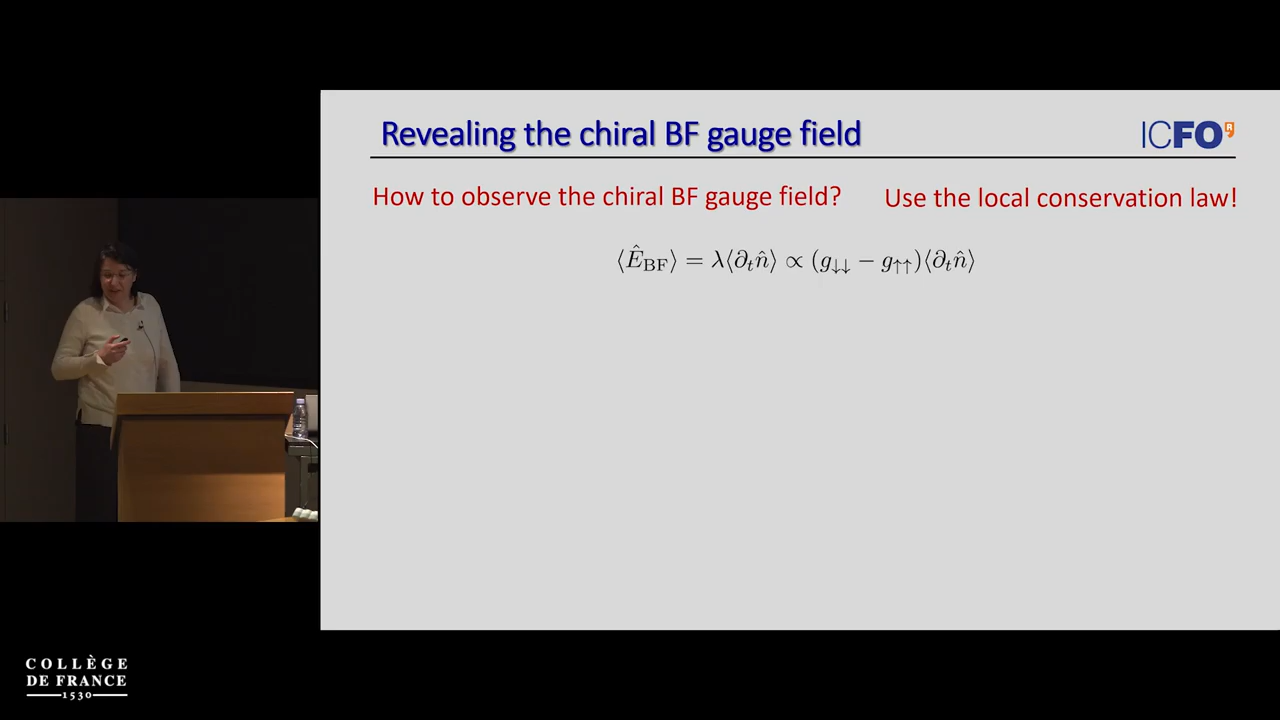 Revealing the chiral BF gauge field
ICFOR
How to observe the chiral BF gauge field? Use the local conservation law!
⟨Ê_BF⟩ = λ⟨∂_t n̂⟩ ∝ (g_↓↓ − g_↑↑)⟨∂_t n̂⟩
COLLÈGE
DE FRANCE
1530